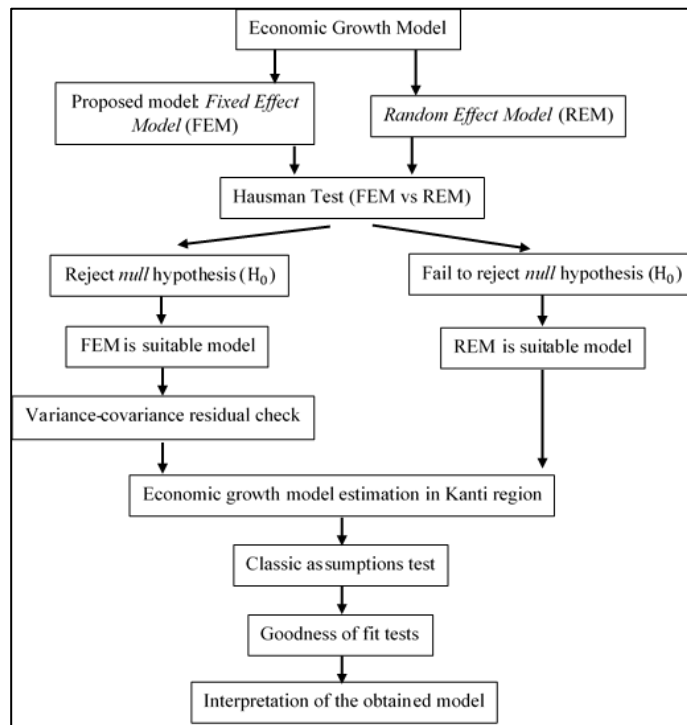 Economic Growth Model
Proposed model: Fixed Effect
Model (FEM)
Random Effect Model (REM)
Hausman Test (FEM vs REM)
Reject null hypothesis (H₀)
Fail to reject null hypothesis (H₀)
FEM is suitable model
REM is suitable model
Variance-covariance residual check
Economic growth model estimation in Kanti region
Classic assumptions test
Goodness of fit tests
Interpretation of the obtained model